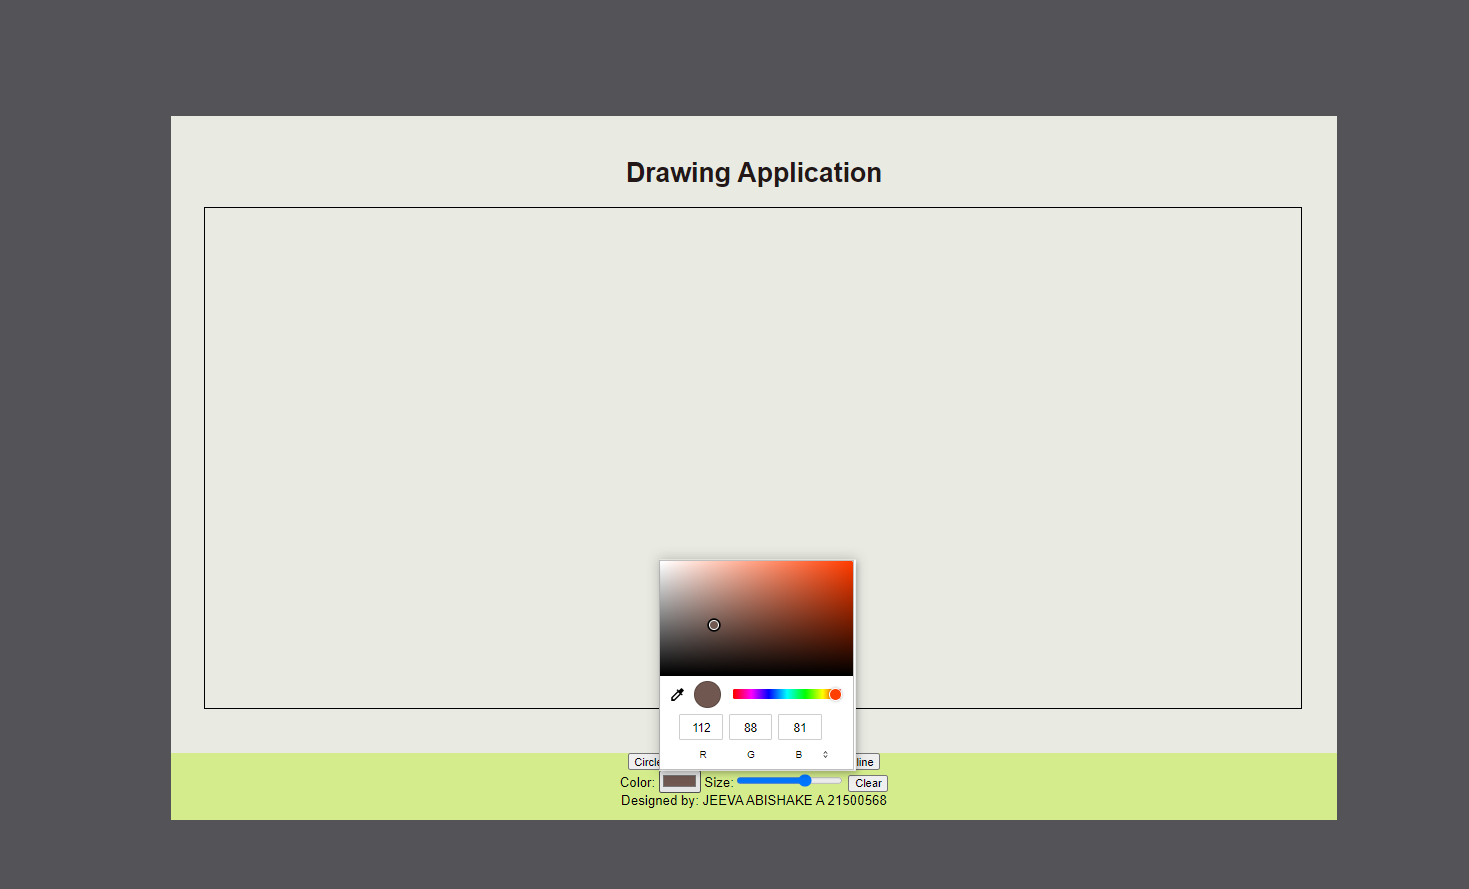 Drawing Application
112 88 81
R G B
Circle line
Color: Size: Clear
Designed by: JEEVA ABISHAKE A 21500568